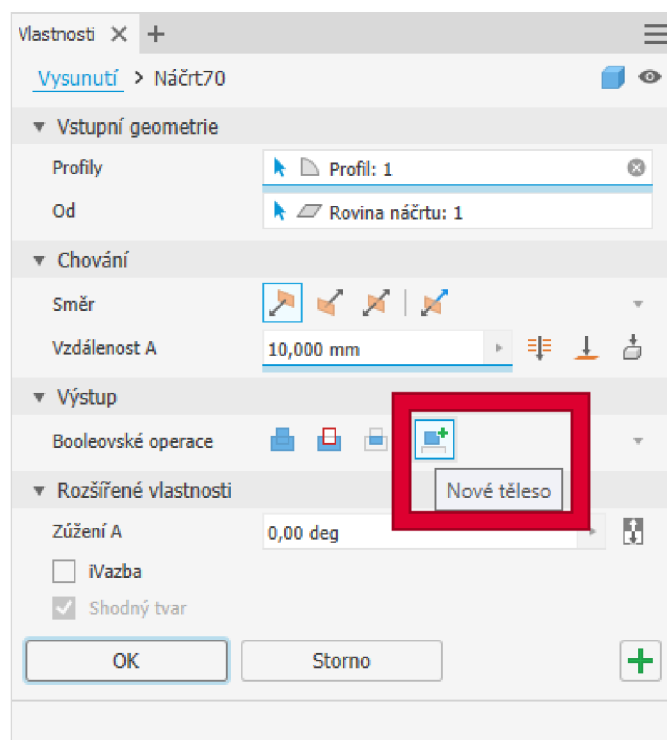 Vlastnosti
Vysunutí > Náčrt70
Vstupní geometrie
Profily Profil: 1
Od Rovina náčrtu: 1
Chování
Směr
Vzdálenost A 10,000 mm
Výstup
Booleovské operace
Nové těleso
Rozšířené vlastnosti
Zúžení A 0,00 deg
iVazba
Shodný tvar
OK Storno